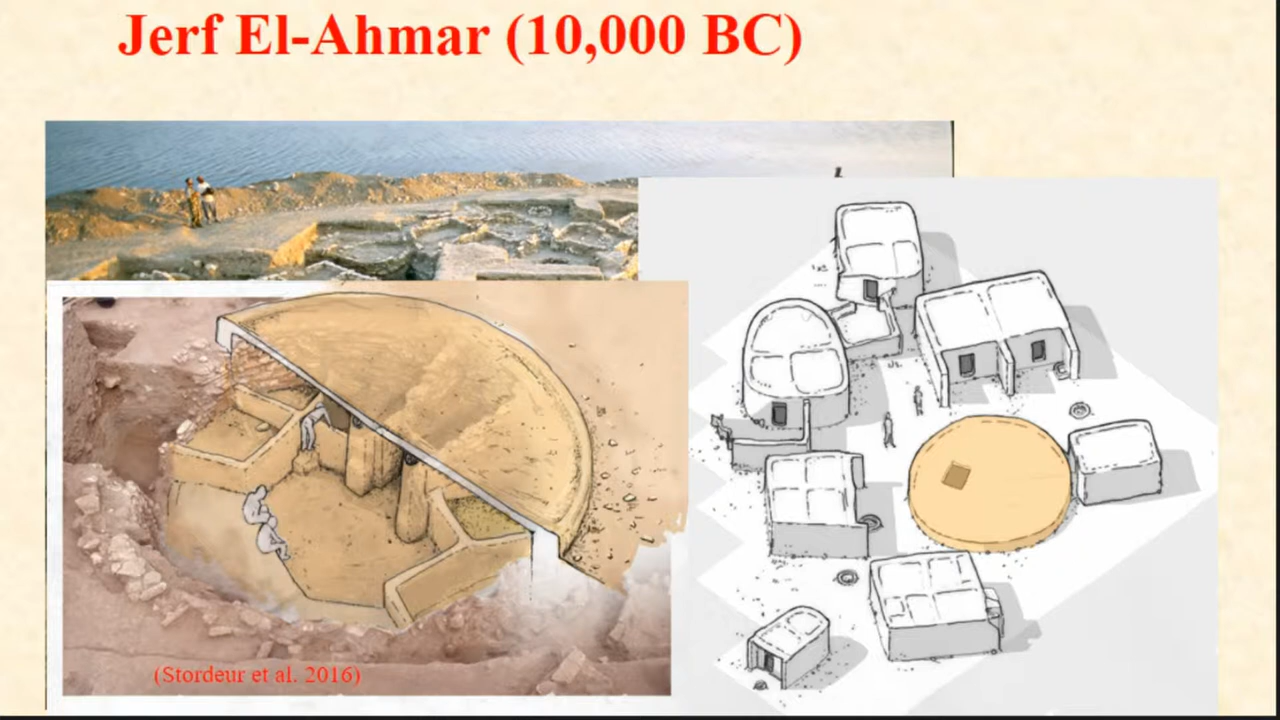 Jerf El-Ahmar (10,000 BC)
(Stordeur et al. 2016)